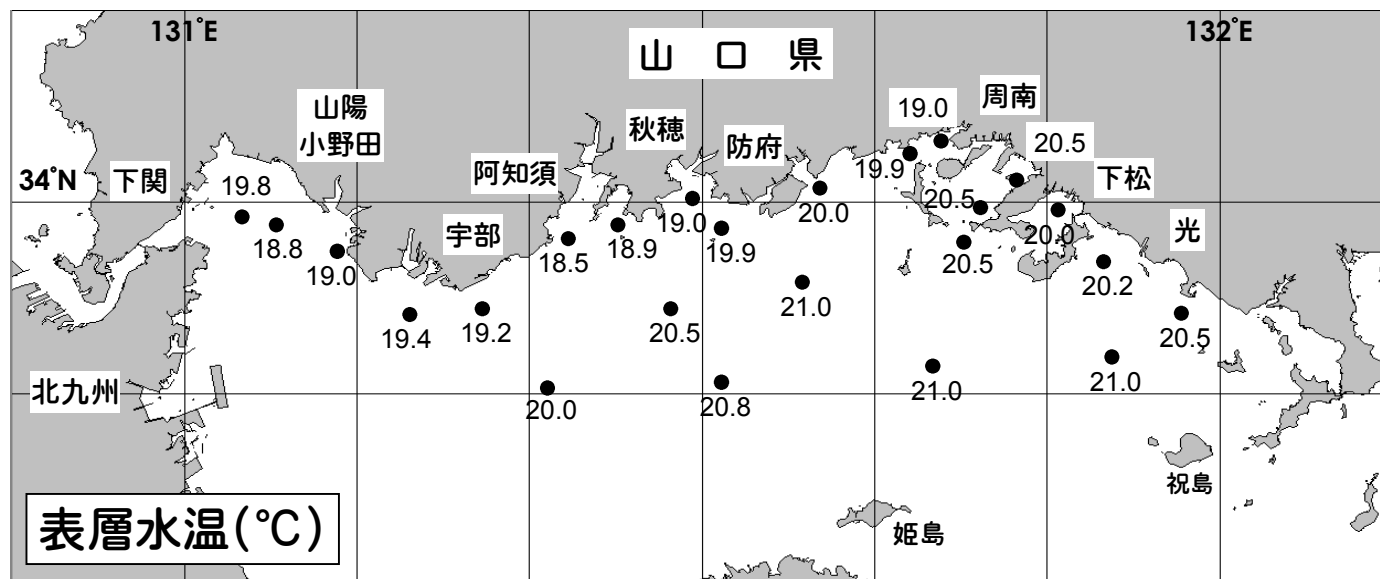 131°E
132°E
山口県
山陽
小野田
秋穂
防府
19.0
周南
20.5
下松
34°N
下関
19.8
阿知須
宇部
19.9
20.5
20.0
20.0
光
18.8
19.0
18.5
18.9
19.0
19.9
20.5
20.2
21.0
19.4
19.2
20.5
20.5
北九州
20.0
20.8
21.0
21.0
祝島
姫島
表層水温(℃)